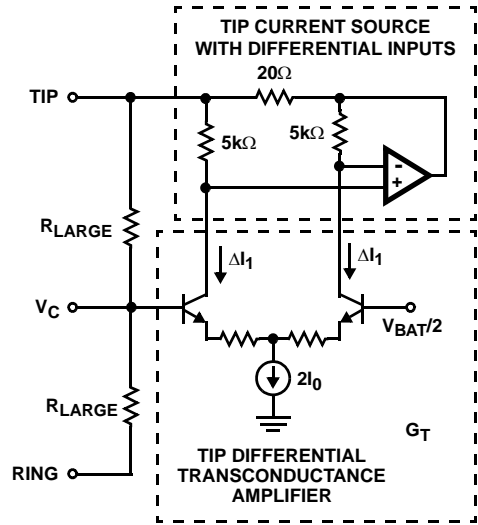 TIP CURRENT SOURCE
WITH DIFFERENTIAL INPUTS
20Ω
TIP
5kΩ
5kΩ
-
+
RLARGE
ΔI1
ΔI1
VC
VBAT/2
RLARGE
2I0
GT
RING
TIP DIFFERENTIAL
TRANSCONDUCTANCE
AMPLIFIER